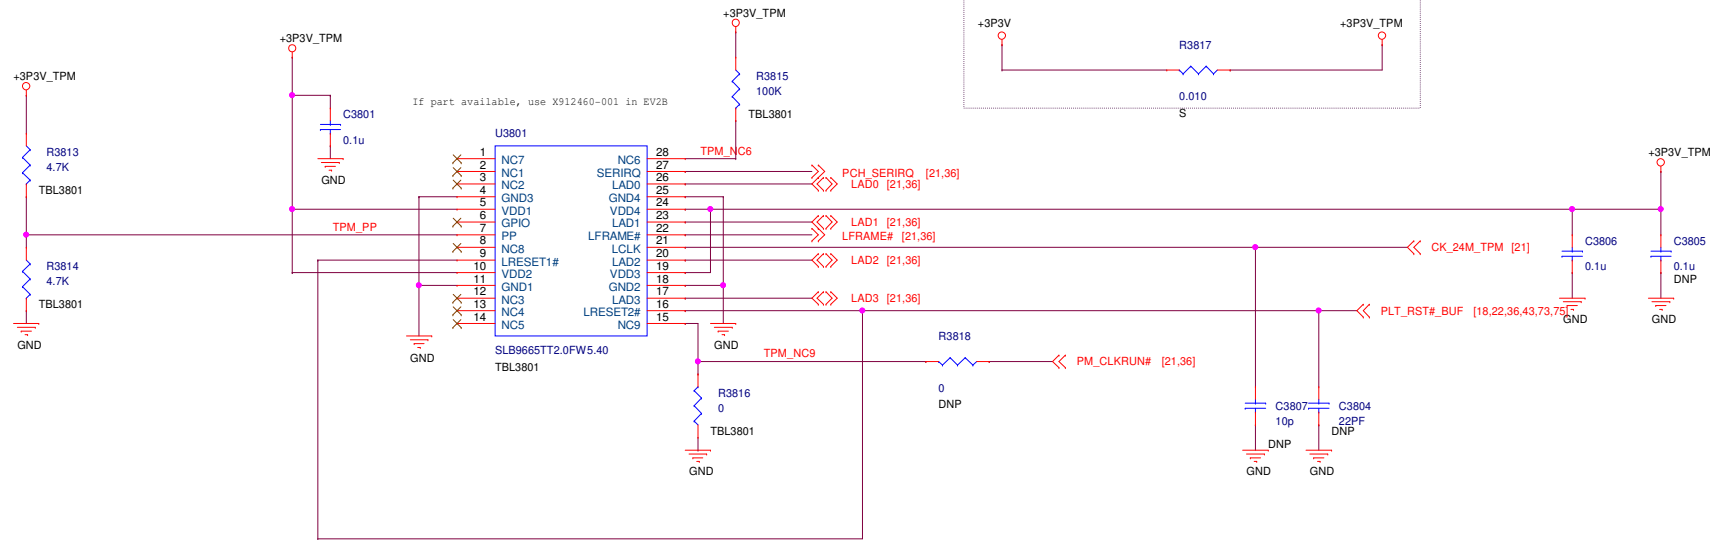 +3P3V_TPM
+3P3V
+3P3V_TPM
+3P3V_TPM
R3817
+3P3V_TPM
R3815
100K
TBL3801
0.010
S
If part available, use X912460-001 in EV2B
C3801
0.1u
GND
U3801
R3813
4.7K
TBL3801
TPM_NC6
+3P3V_TPM
1 NC7 NC6 28
2 NC1 SERIRQ 27 PCH_SERIRQ [21,36]
3 NC2 LAD0 26 LAD0 [21,36]
4 GND3 GND4 25
5 VDD1 VDD4 24
6 GPIO LAD1 23 LAD1 [21,36]
TPM_PP 7 PP LFRAME# 22 LFRAME# [21,36]
8 NC8 LCLK 21 CK_24M_TPM [21]
9 LRESET1# LAD2 20 LAD2 [21,36]
10 VDD2 VDD3 19
11 GND1 GND2 18
12 NC3 LAD3 17 LAD3 [21,36]
13 NC4 LRESET2# 16 PLT_RST#_BUF [18,22,36,43,73,75]
14 NC5 NC9 15
C3806
0.1u
C3805
0.1u
DNP
R3814
4.7K
TBL3801
GND
GND
GND
GND
GND
SLB9665TT2.0FW5.40
TBL3801
R3818
TPM_NC9
PM_CLKRUN# [21,36]
0
DNP
R3816
0
TBL3801
C3807
10p
DNP
C3804
22PF
DNP
GND
GND
GND